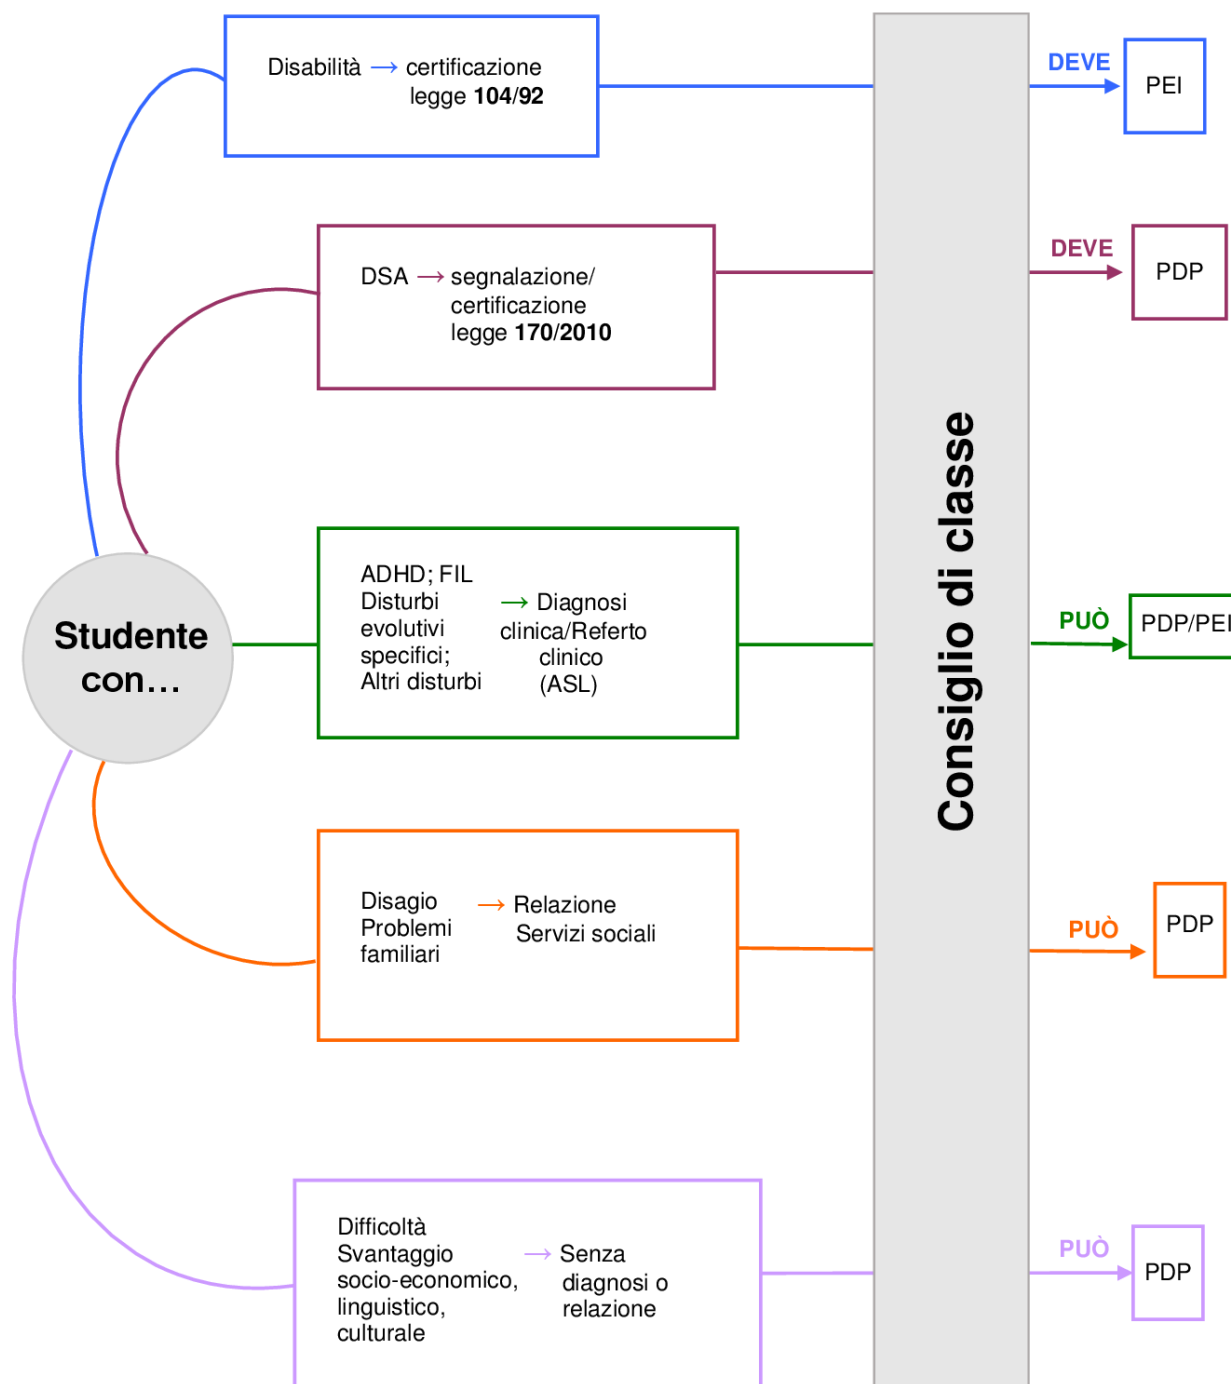 Disabilità → certificazione
legge 104/92
DEVE
PEI
DSA → segnalazione/
certificazione
legge 170/2010
DEVE
PDP
Studente
con...
ADHD; FIL
Disturbi
evolutivi
specifici;
Altri disturbi
→ Diagnosi
clinica/Referto
clinico
(ASL)
PUÒ
PDP/PEI
Consiglio di classe
Disagio
Problemi
familiari
→ Relazione
Servizi sociali
PUÒ
PDP
Difficoltà
Svantaggio
socio-economico,
linguistico,
culturale
→ Senza
diagnosi o
relazione
PUÒ
PDP